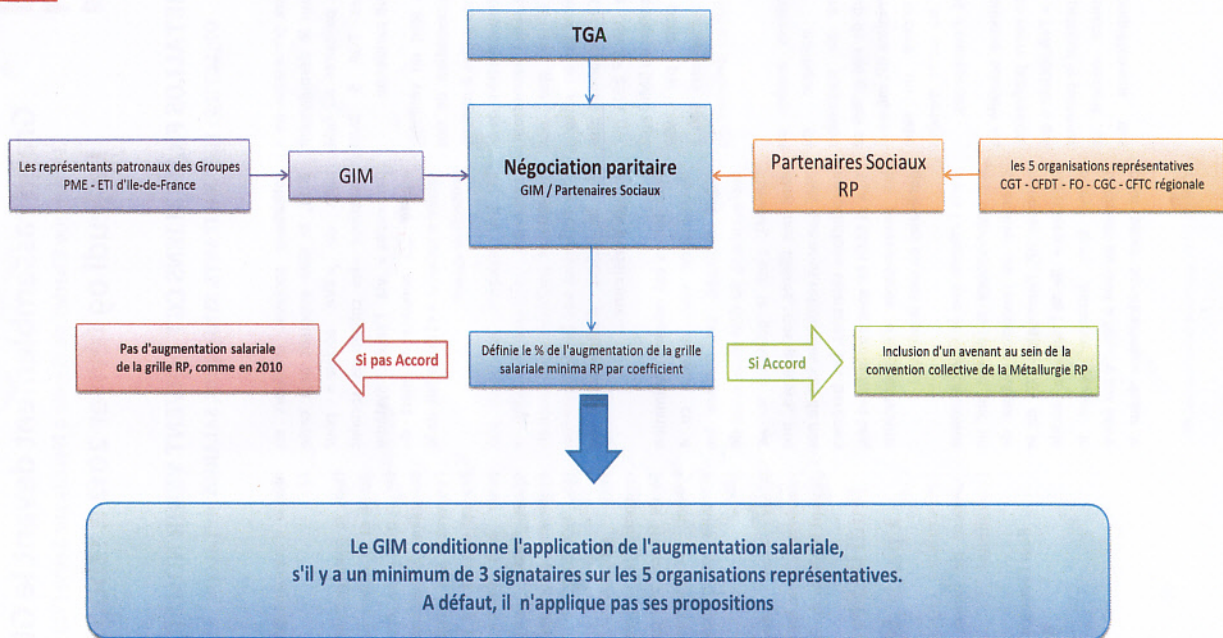 TGA
Les représentants patronaux des Groupes
PME - ETI d'Ile-de-France
GIM
Négociation paritaire
GIM / Partenaires Sociaux
Partenaires Sociaux
RP
les 5 organisations représentatives
CGT - CFDT - FO - CGC - CFTC régionale
Pas d'augmentation salariale
de la grille RP, comme en 2010
Si pas Accord
Définie le % de l'augmentation de la grille
salariale minima RP par coefficient
Si Accord
Inclusion d'un avenant au sein de la
convention collective de la Métallurgie RP
Le GIM conditionne l'application de l'augmentation salariale,
s'il y a un minimum de 3 signataires sur les 5 organisations représentatives.
A défaut, il n'applique pas ses propositions